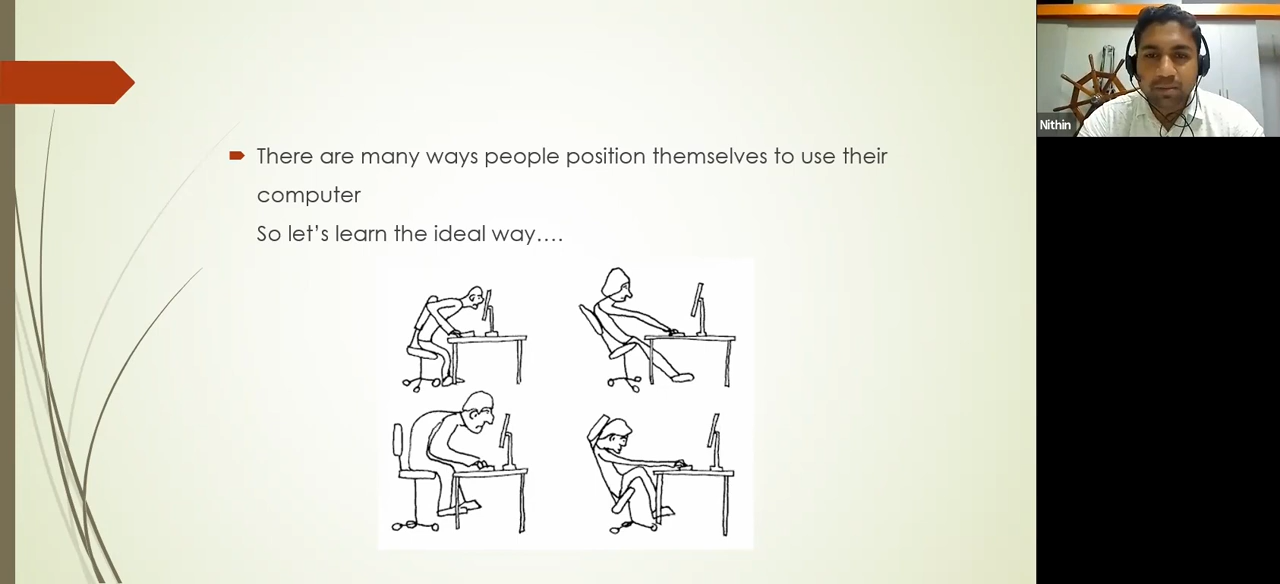 There are many ways people position themselves to use their
computer
So let's learn the ideal way....
Nithin